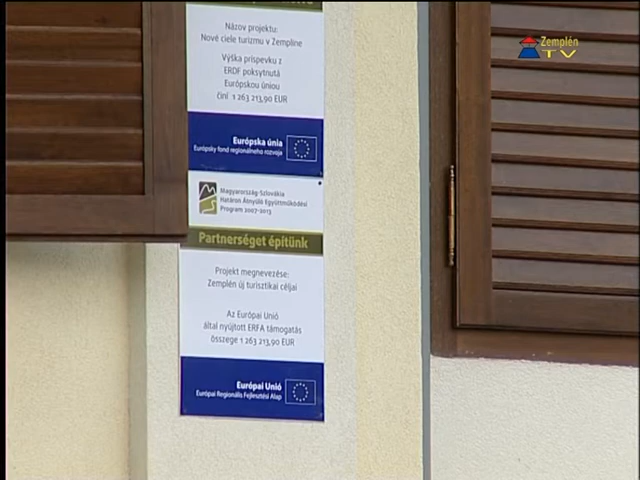 Zemplén
TV
Názov projektu:
Nové ciele turizmu v Zemplíne
Výška príspevku z
ERDF poksytnutá
Európskou úniou
činí 1 263 213,90 EUR
Európska únia
Európsky fond regionálneho rozvoja
Magyarország-Szlovákia
Határon Átnyúló Együttműködési
Program 2007-2013
Partnerséget építünk
Projekt megnevezése:
Zemplén új turisztikai céljai
Az Európai Unió
által nyújtott ERFA támogatás
összege 1 263 213,90 EUR
Európai Unió
Európai Regionális Fejlesztési Alap